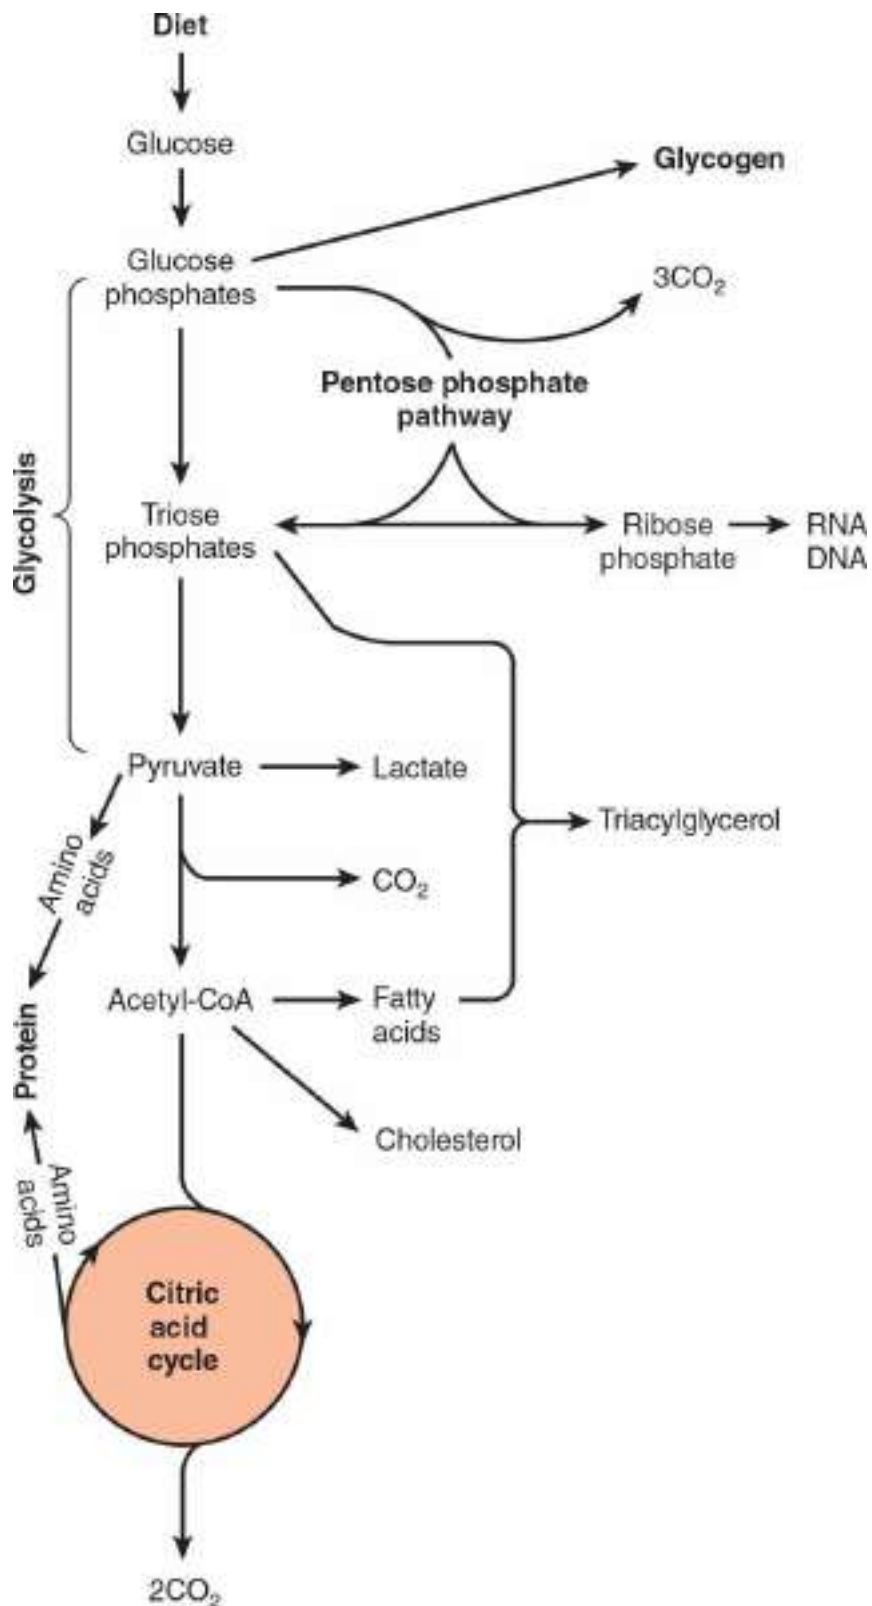 Diet
Glucose
Glycogen
Glucose
phosphates
3CO₂
Pentose phosphate
pathway
Glycolysis
Triose
phosphates
Ribose
phosphate
RNA
DNA
Pyruvate
Lactate
Triacylglycerol
Amino
acids
CO₂
Acetyl-CoA
Fatty
acids
Protein
Cholesterol
Amino
acids
Citric
acid
cycle
2CO₂